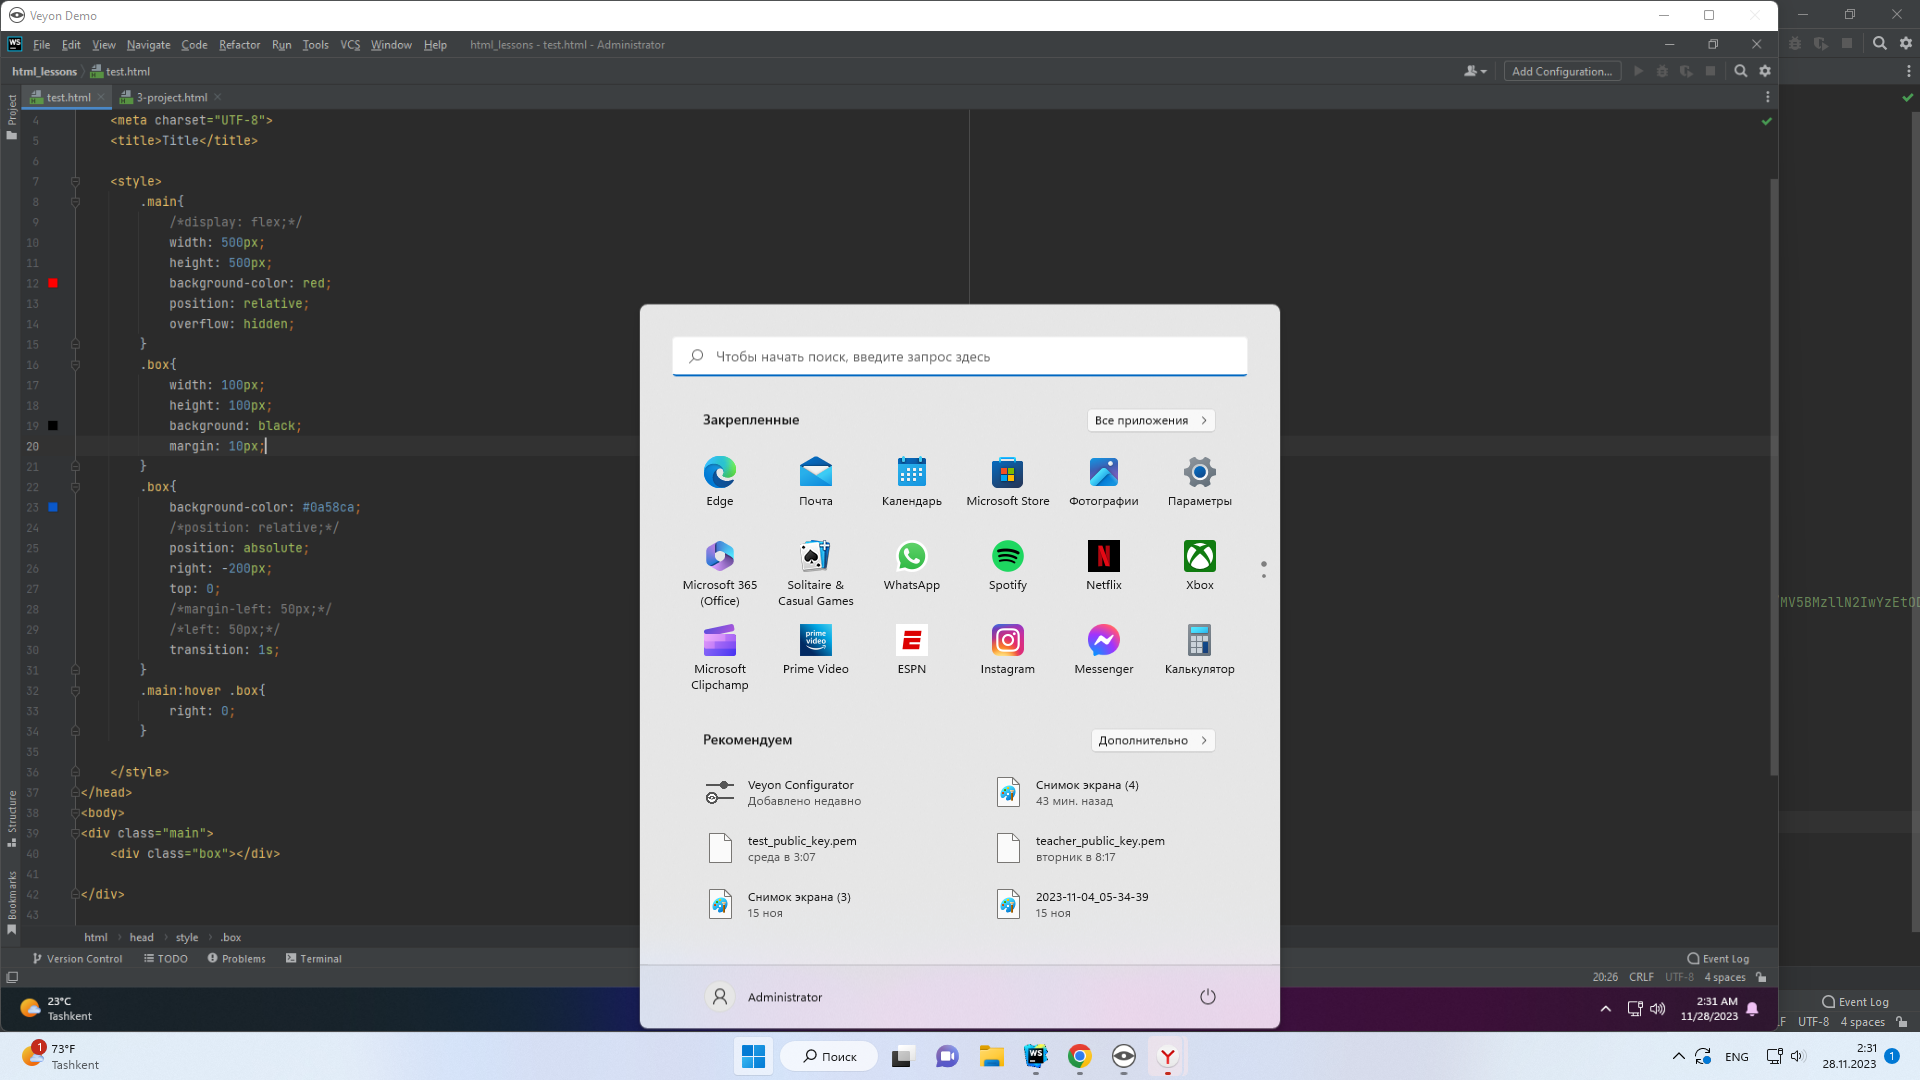 Veyon Demo
File Edit View Navigate Code Refactor Run Tools VCS Window Help html_lessons - test.html - Administrator
html_lessons test.html Add Configuration...
test.html 3-project.html
Project
4 <meta charset="UTF-8">
5 <title>Title</title>
6
7 <style>
8 .main{
9 /*display: flex;*/
10 width: 500px;
11 height: 500px;
12 background-color: red;
13 position: relative;
14 overflow: hidden;
15 }
16 .box{
17 width: 100px;
18 height: 100px;
19 background: black;
20 margin: 10px;
21 }
22 .box{
23 background-color: #0a58ca;
24 /*position: relative;*/
25 position: absolute;
26 right: -200px;
27 top: 0;
28 /*margin-left: 50px;*/
29 /*left: 50px;*/
30 transition: 1s;
31 }
32 .main:hover .box{
33 right: 0;
34 }
35
36 </style>
37 </head>
38 <body>
39 <div class="main">
40 <div class="box"></div>
41
42 </div>
43
Structure
Bookmarks
html head style .box
Version Control TODO Problems Terminal
Event Log
20:26 CRLF UTF-8 4 spaces
Чтобы начать поиск, введите запрос здесь
Закрепленные
Все приложения
Edge
Почта
Календарь
Microsoft Store
Фотографии
Параметры
Microsoft 365 (Office)
Solitaire & Casual Games
WhatsApp
Spotify
Netflix
Xbox
Microsoft Clipchamp
prime video
Prime Video
ESPN
Instagram
Messenger
Калькулятор
Рекомендуем
Дополнительно
Veyon Configurator
Добавлено недавно
Снимок экрана (4)
43 мин. назад
test_public_key.pem
среда в 3:07
teacher_public_key.pem
вторник в 8:17
Снимок экрана (3)
15 ноя
2023-11-04_05-34-39
15 ноя
Administrator
MV5BMzllN2IwYzEtOD
23°C
Tashkent
2:31 AM
11/28/2023
Event Log
F UTF-8 4 spaces
1
73°F
Tashkent
Поиск
WS
ENG
2:31
28.11.2023
1